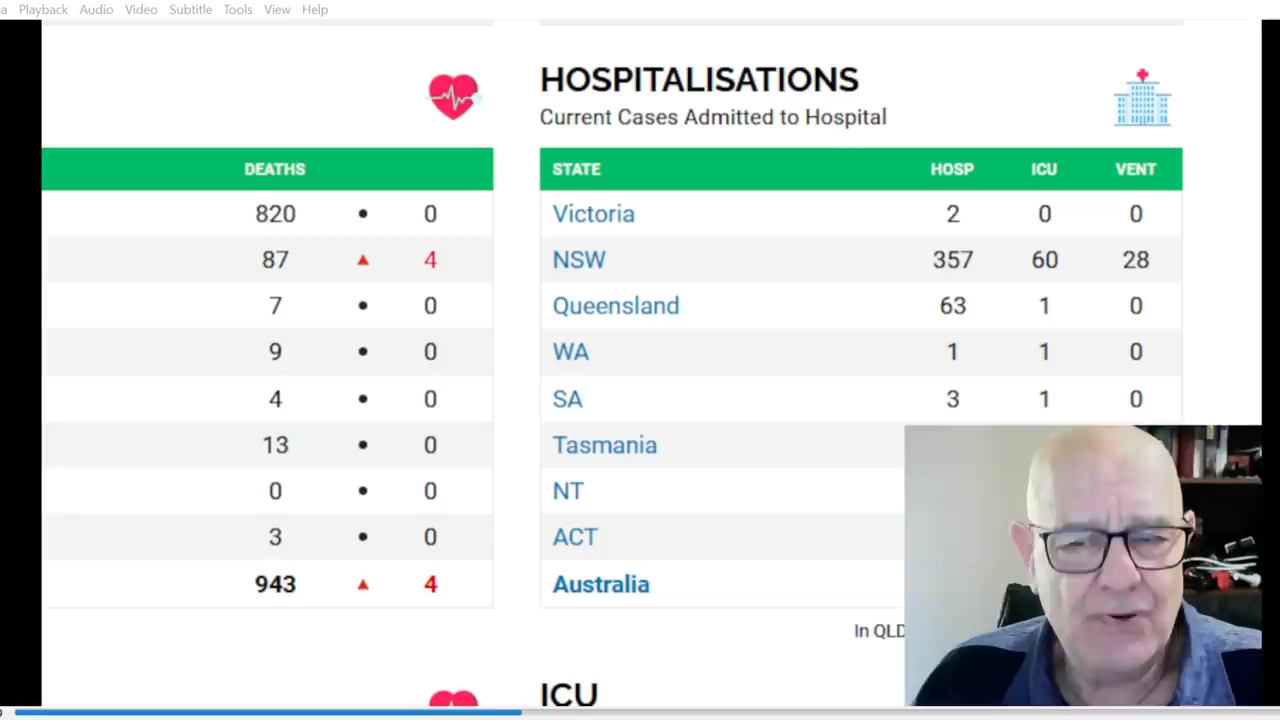 Playback Audio Video Subtitle Tools View Help
HOSPITALISATIONS
Current Cases Admitted to Hospital
DEATHS
820 • 0
87 ▲ 4
7 • 0
9 • 0
4 • 0
13 • 0
0 • 0
3 • 0
943 ▲ 4
STATE HOSP ICU VENT
Victoria 2 0 0
NSW 357 60 28
Queensland 63 1 0
WA 1 1 0
SA 3 1 0
Tasmania
NT
ACT
Australia
In QLD
ICU